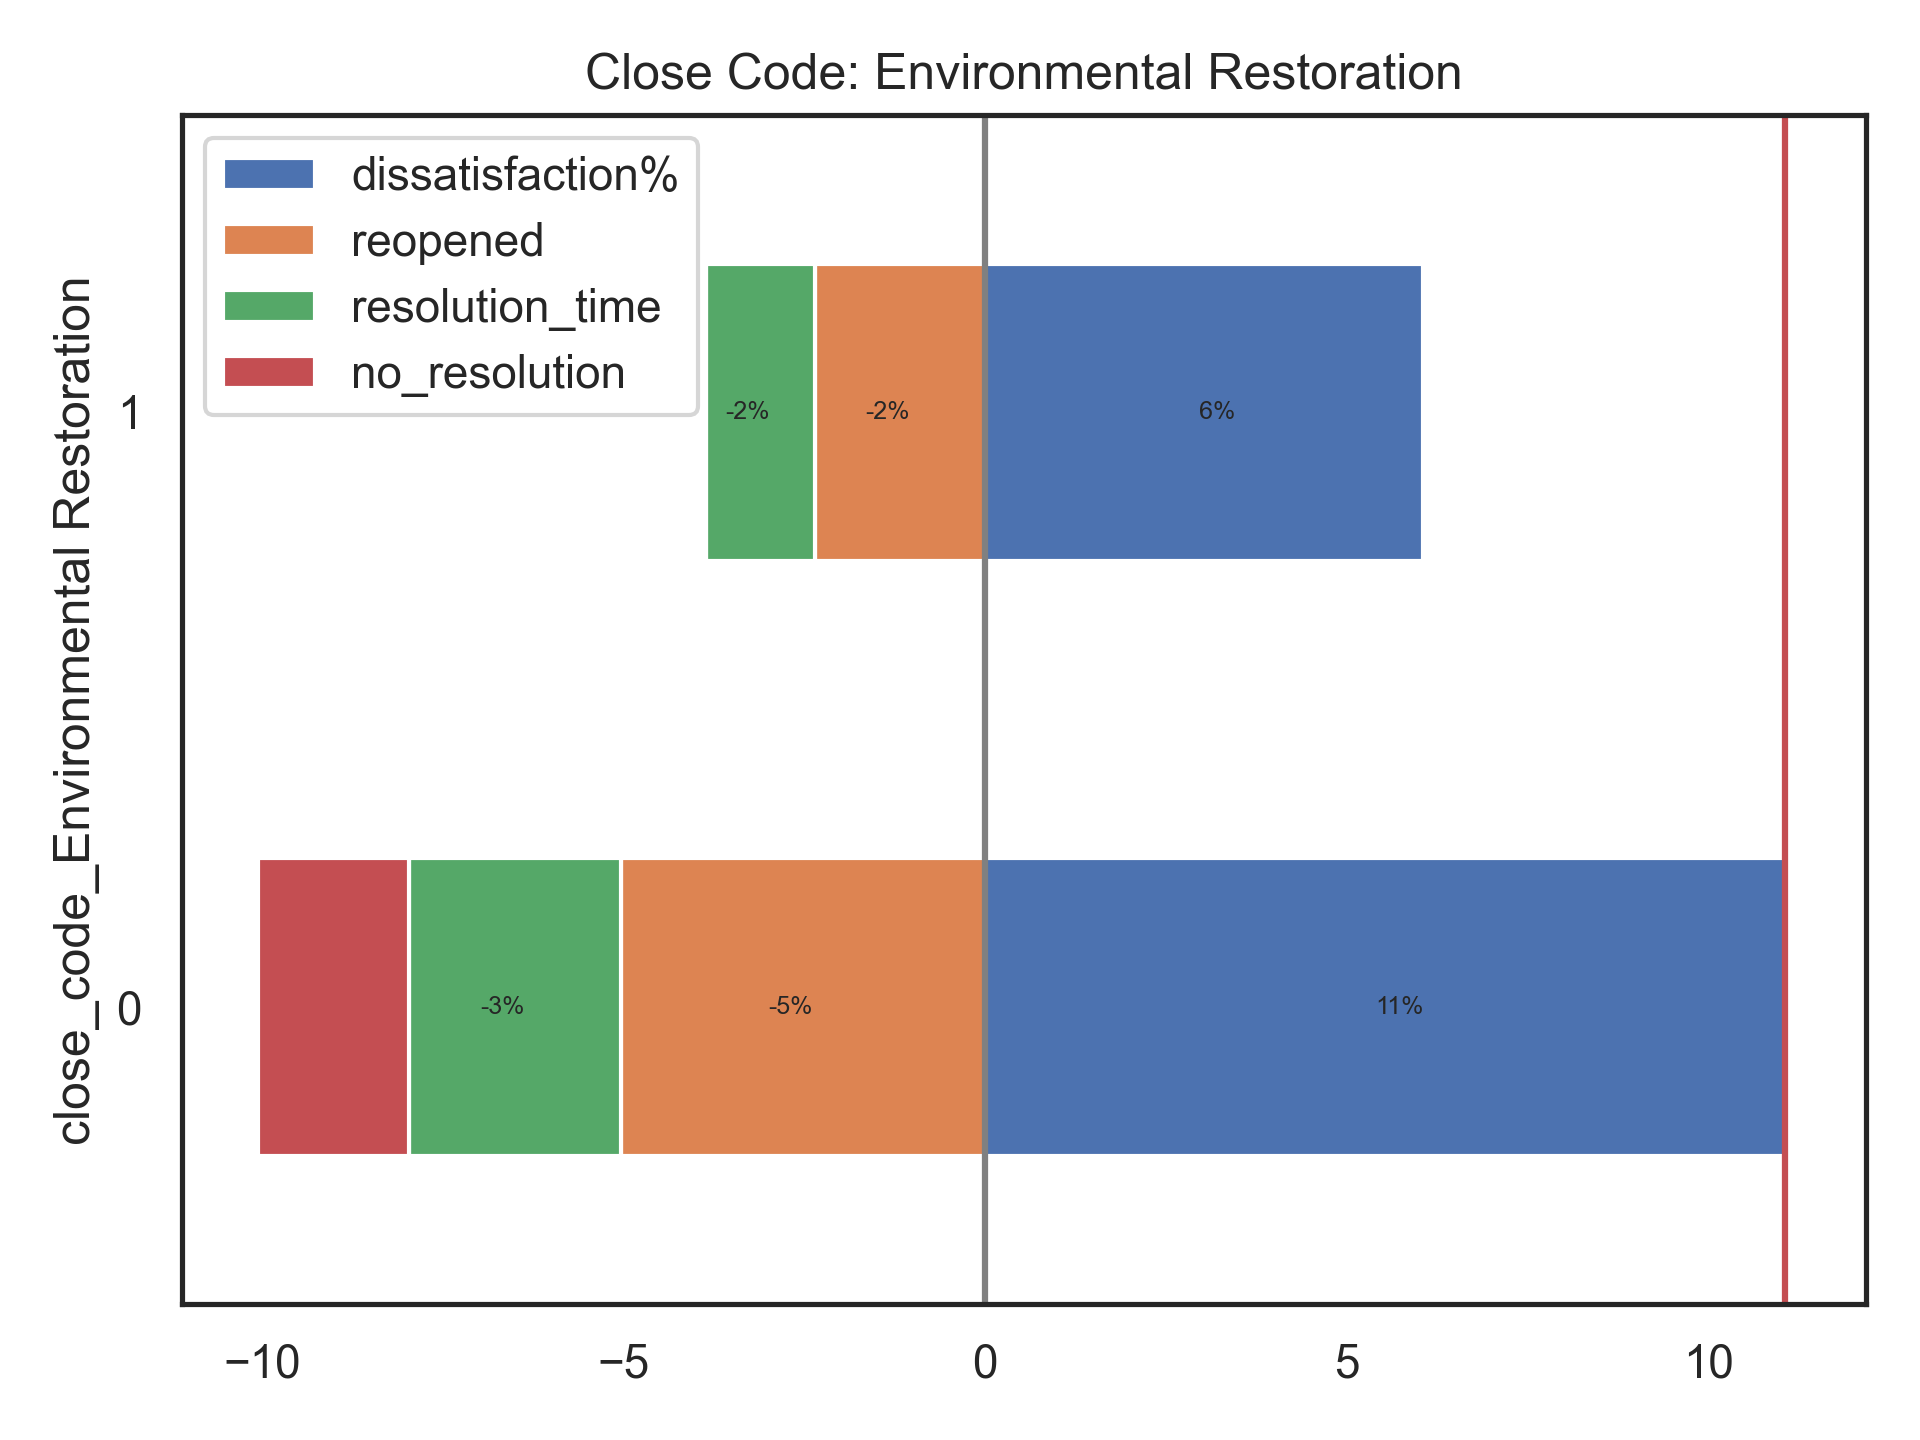 Close Code: Environmental Restoration
dissatisfaction%
reopened
resolution_time
no_resolution
close_code_Environmental Restoration
1
-2%
-2%
6%
0
-3%
-5%
11%
−10
−5
0
5
10